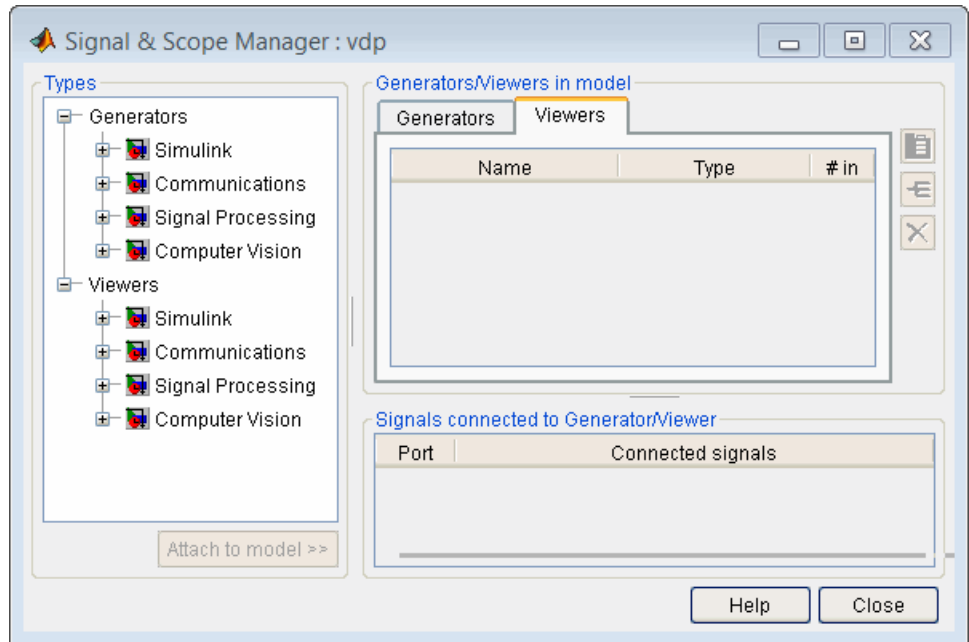 Signal & Scope Manager : vdp
Types
Generators
Simulink
Communications
Signal Processing
Computer Vision
Viewers
Simulink
Communications
Signal Processing
Computer Vision
Attach to model >>
Generators/Viewers in model
Generators Viewers
Name Type # in
Signals connected to Generator/Viewer
Port Connected signals
Help Close